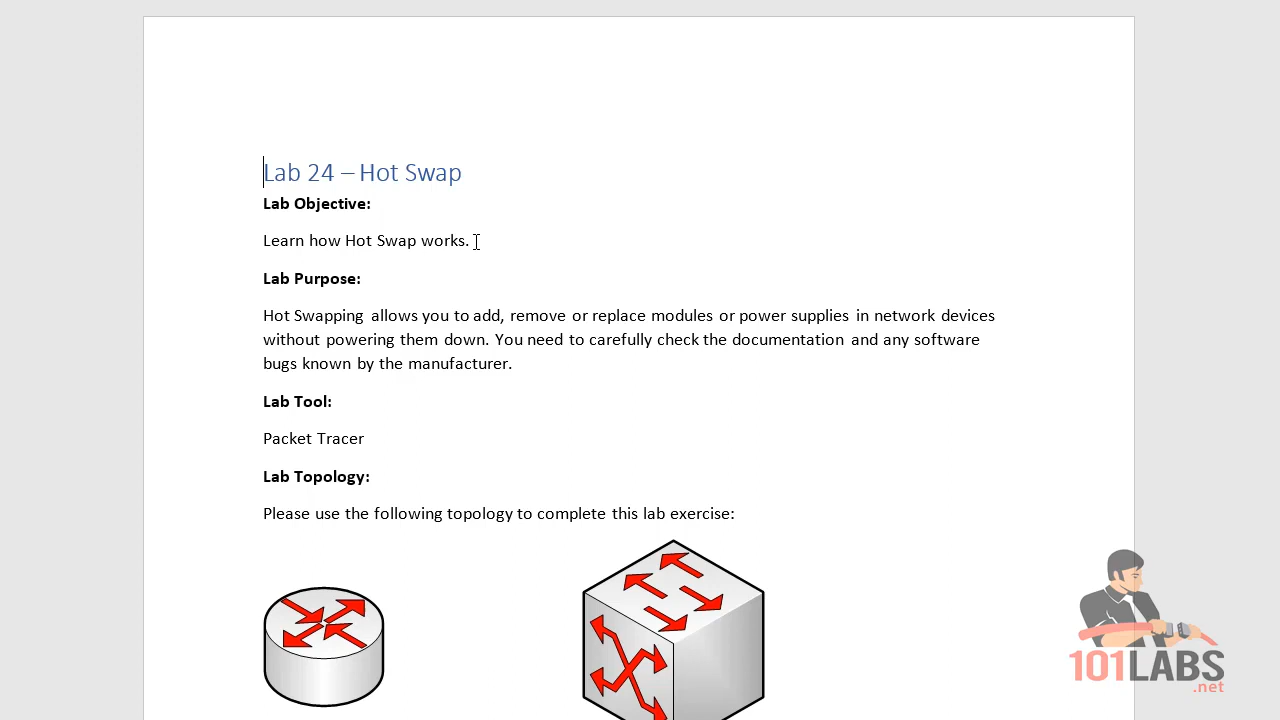 Lab 24 – Hot Swap
Lab Objective:
Learn how Hot Swap works.
Lab Purpose:
Hot Swapping allows you to add, remove or replace modules or power supplies in network devices
without powering them down. You need to carefully check the documentation and any software
bugs known by the manufacturer.
Lab Tool:
Packet Tracer
Lab Topology:
Please use the following topology to complete this lab exercise:
101LABS
.net